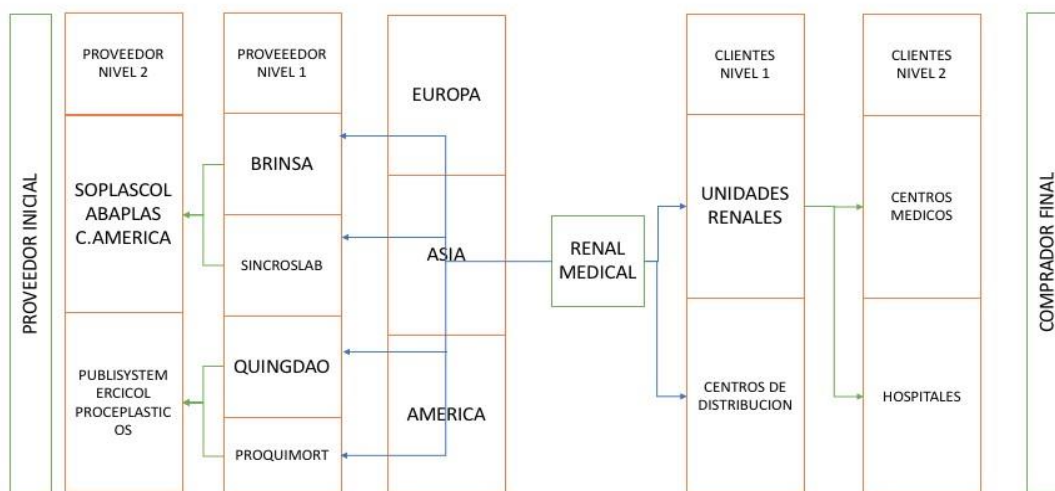 PROVEEDOR INICIAL
PROVEEDOR
NIVEL 2
SOPLASCOL
ABAPLAS
C.AMERICA
PUBLISYSTEM
ERCICOL
PROCEPLASTIC
OS
PROVEEEDOR
NIVEL 1
BRINSA
SINCROSLAB
QUINGDAO
PROQUIMORT
EUROPA
ASIA
AMERICA
RENAL
MEDICAL
CLIENTES
NIVEL 1
UNIDADES
RENALES
CENTROS DE
DISTRIBUCION
CLIENTES
NIVEL 2
CENTROS
MEDICOS
HOSPITALES
COMPRADOR FINAL